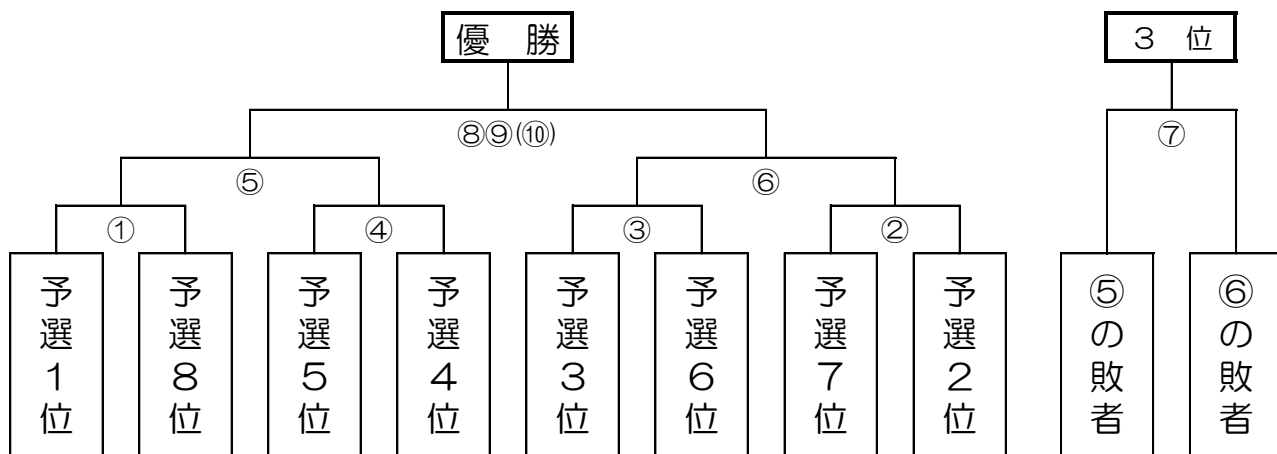 優 勝
3 位
⑧⑨(⑩)
⑦
⑤
⑥
①
④
③
②
予選1位
予選8位
予選5位
予選4位
予選3位
予選6位
予選7位
予選2位
⑤の敗者
⑥の敗者